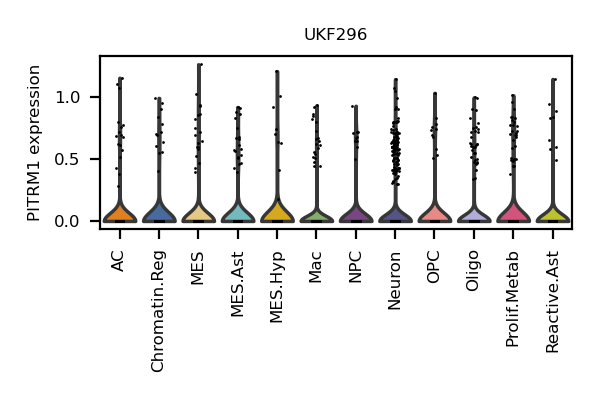 UKF296
PITRM1 expression
1.0
0.5
0.0
AC
Chromatin.Reg
MES
MES.Ast
MES.Hyp
Mac
NPC
Neuron
OPC
Oligo
Prolif.Metab
Reactive.Ast